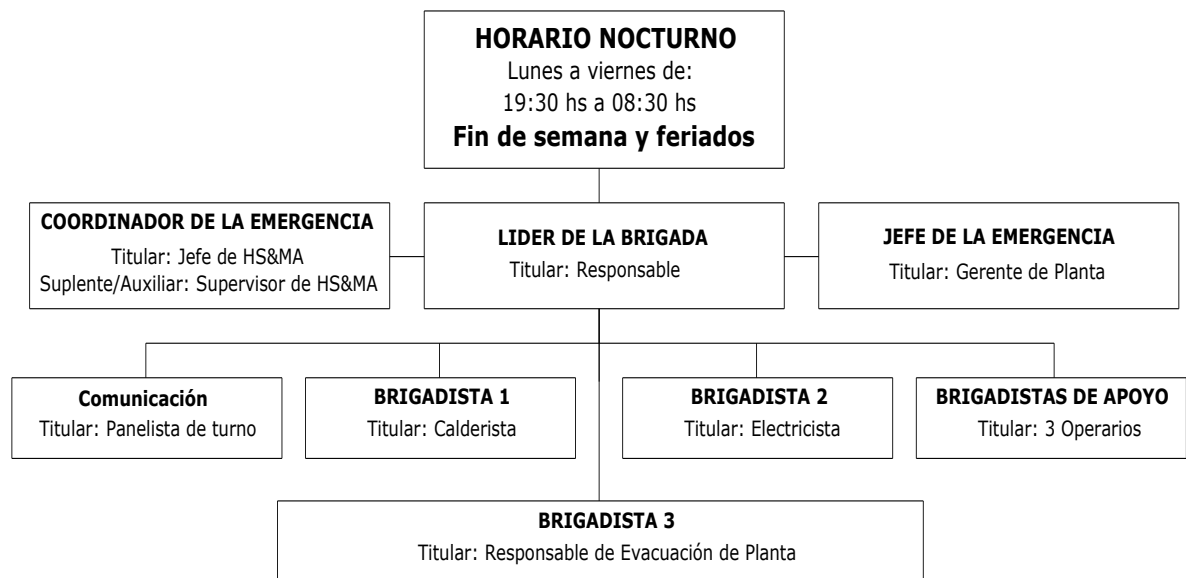 HORARIO NOCTURNO
Lunes a viernes de:
19:30 hs a 08:30 hs
Fin de semana y feriados
COORDINADOR DE LA EMERGENCIA
Titular: Jefe de HS&MA
Suplente/Auxiliar: Supervisor de HS&MA
LIDER DE LA BRIGADA
Titular: Responsable
JEFE DE LA EMERGENCIA
Titular: Gerente de Planta
Comunicación
Titular: Panelista de turno
BRIGADISTA 1
Titular: Calderista
BRIGADISTA 2
Titular: Electricista
BRIGADISTAS DE APOYO
Titular: 3 Operarios
BRIGADISTA 3
Titular: Responsable de Evacuación de Planta